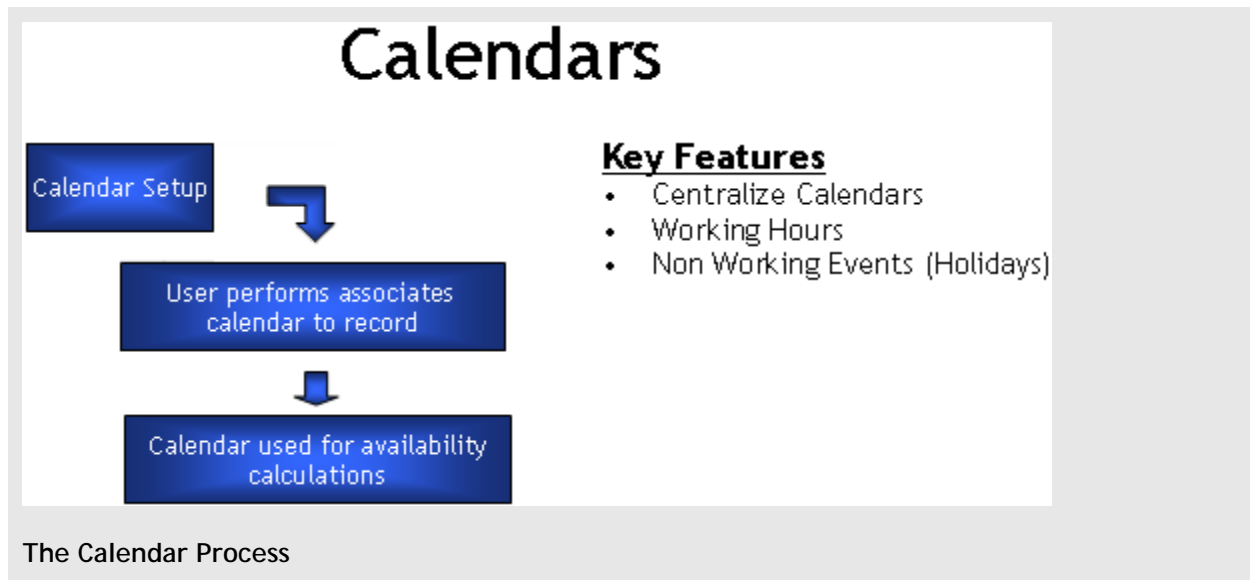 Calendars
Calendar Setup
User performs associates
calendar to record
Calendar used for availability
calculations
Key Features
• Centralize Calendars
• Working Hours
• Non Working Events (Holidays)
The Calendar Process